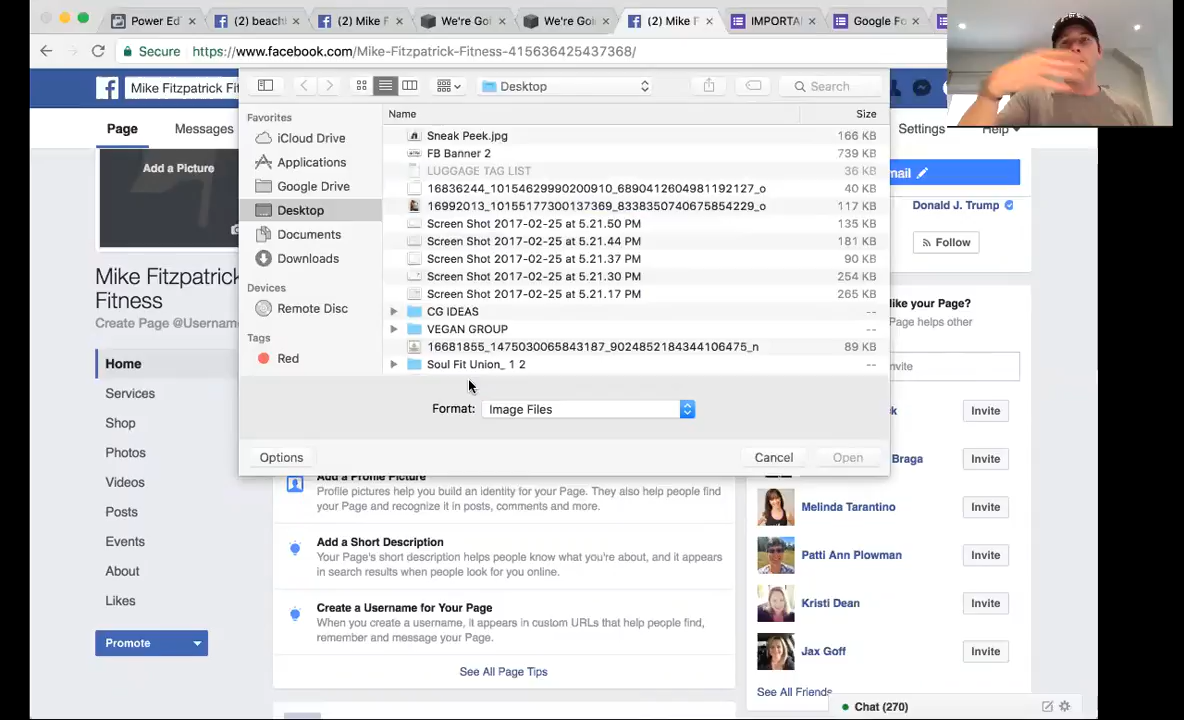 Power Ed
(2) beach
(2) Mike F
We're Goi
We're Goi
(2) Mike F
IMPORTA
Google Fo
Secure
https://www.facebook.com/Mike-Fitzpatrick-Fitness-415636425437368/
Mike Fitzpatrick Fit
Desktop
Search
Page
Messages
Settings
Help
Favorites
iCloud Drive
Applications
Google Drive
Desktop
Documents
Downloads
Devices
Remote Disc
Tags
Red
Name
Size
Sneak Peek.jpg
166 KB
FB Banner 2
739 KB
LUGGAGE TAG LIST
36 KB
16836244_10154629990200910_6890412604981192127_o
40 KB
16992013_10155177300137369_8338350740675854229_o
117 KB
Screen Shot 2017-02-25 at 5.21.50 PM
135 KB
Screen Shot 2017-02-25 at 5.21.44 PM
181 KB
Screen Shot 2017-02-25 at 5.21.37 PM
90 KB
Screen Shot 2017-02-25 at 5.21.30 PM
254 KB
Screen Shot 2017-02-25 at 5.21.17 PM
265 KB
CG IDEAS
--
VEGAN GROUP
--
16681855_1475030065843187_9024852184344106475_n
89 KB
Soul Fit Union_ 1 2
--
Format:
Image Files
Options
Cancel
Open
Add a Picture
Mike Fitzpatrick
Fitness
Create Page @Usernam
Home
Services
Shop
Photos
Videos
Posts
Events
About
Likes
Promote
Add a Profile Picture
Profile pictures help you build an identity for your Page. They also help people find
your Page and recognize it in posts, comments and more.
Add a Short Description
Your Page's short description helps people know what you're about, and it appears
in search results when people look for you online.
Create a Username for Your Page
When you create a username, it appears in custom URLs that help people find,
remember and message your Page.
See All Page Tips
mail
Donald J. Trump
Follow
like your Page?
Page helps other
nvite
k
Invite
Braga
Invite
Melinda Tarantino
Invite
Patti Ann Plowman
Invite
Kristi Dean
Invite
Jax Goff
Invite
See All Friends
Chat (270)